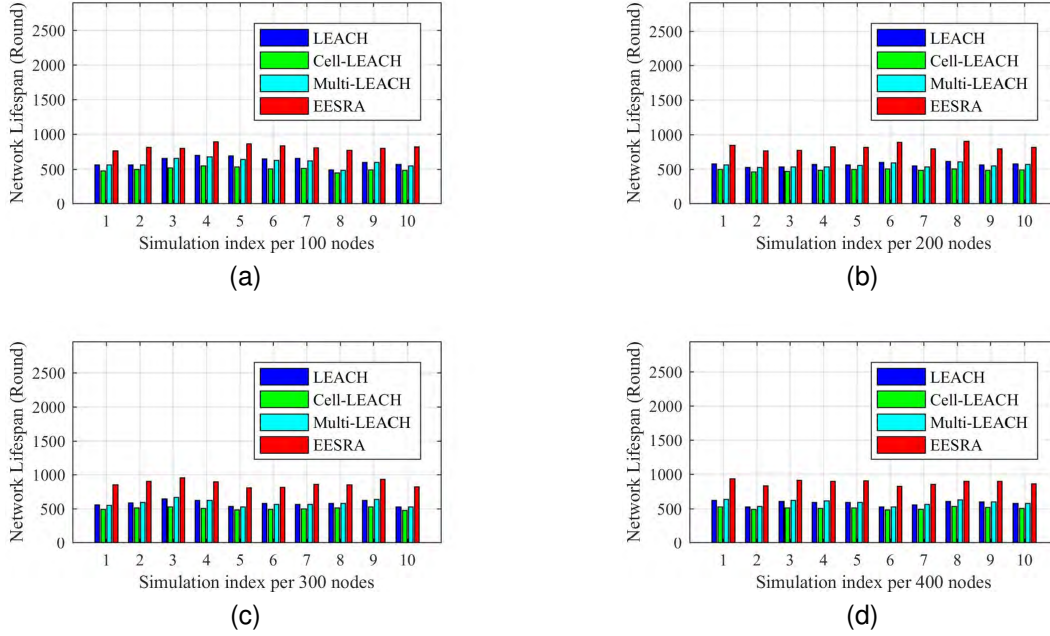 Network Lifespan (Round)
2500
2000
1500
1000
500
0
LEACH
Cell-LEACH
Multi-LEACH
EESRA
1 2 3 4 5 6 7 8 9 10
Simulation index per 100 nodes
(a)
Network Lifespan (Round)
2500
2000
1500
1000
500
0
LEACH
Cell-LEACH
Multi-LEACH
EESRA
1 2 3 4 5 6 7 8 9 10
Simulation index per 200 nodes
(b)
Network Lifespan (Round)
2500
2000
1500
1000
500
0
LEACH
Cell-LEACH
Multi-LEACH
EESRA
1 2 3 4 5 6 7 8 9 10
Simulation index per 300 nodes
(c)
Network Lifespan (Round)
2500
2000
1500
1000
500
0
LEACH
Cell-LEACH
Multi-LEACH
EESRA
1 2 3 4 5 6 7 8 9 10
Simulation index per 400 nodes
(d)